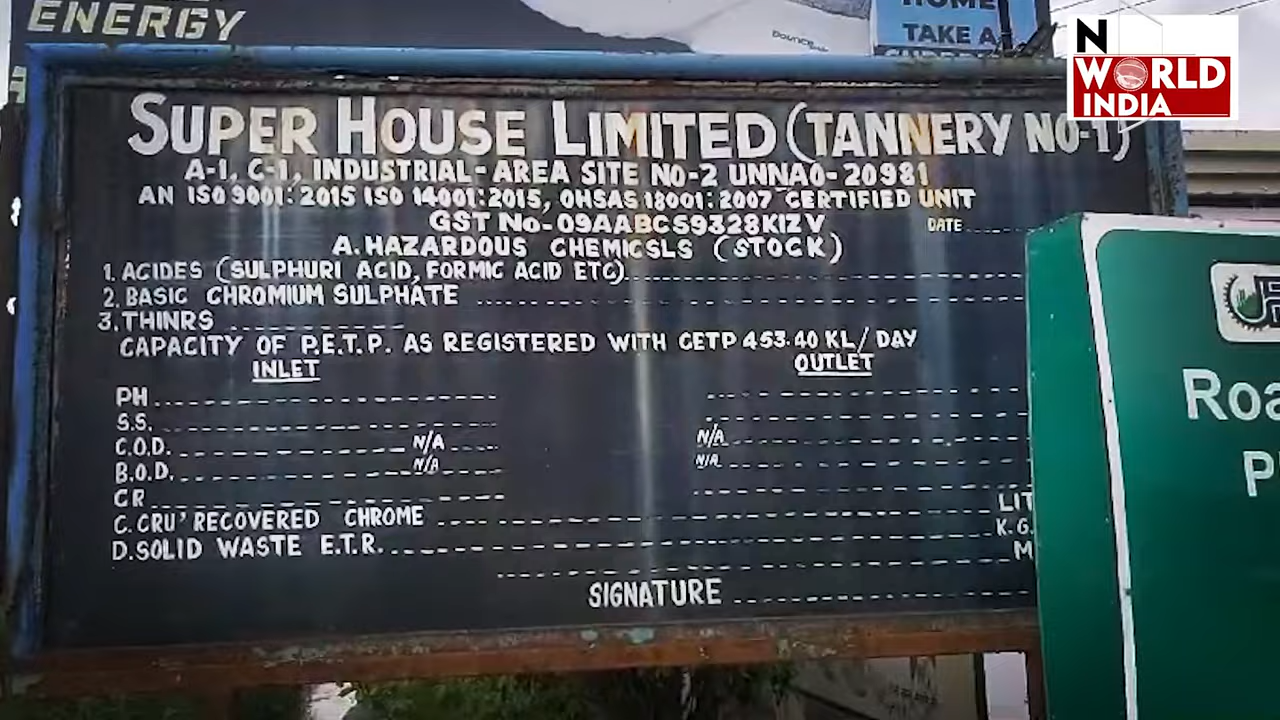 ENERGY
HOME
TAKE A
N
WORLD
INDIA
SUPER HOUSE LIMITED (TANNERY NO-1)
A-1, C-1, INDUSTRIAL-AREA SITE NO-2 UNNAO-20981
AN ISO 9001:2015 ISO 14001:2015, OHSAS 18001:2007 CERTIFIED UNIT
GST NO-09AABCS9328K1ZV
DATE
A. HAZARDOUS CHEMICSLS (STOCK)
1. ACIDES (SULPHURI ACID, FORMIC ACID ETC)
2. BASIC CHROMIUM SULPHATE
3. THINRS
CAPACITY OF P.E.T.P. AS REGISTERED WITH CETP 453.40 KL/DAY
INLET OUTLET
PH
S.S.
C.O.D. N/A N/A
B.O.D. N/A N/A
CR
LIT
C. CRU' RECOVERED CHROME K.G.
D. SOLID WASTE E.T.R. M
SIGNATURE
Roa
Pl